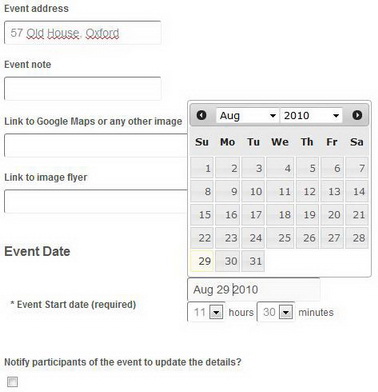 Event address
57 Old House, Oxford
Event note
Link to Google Maps or any other image
Link to image flyer
Aug 2010
Su Mo Tu We Th Fr Sa
1 2 3 4 5 6 7
8 9 10 11 12 13 14
15 16 17 18 19 20 21
22 23 24 25 26 27 28
29 30 31
Event Date
Aug 29 2010
* Event Start date (required)
11 hours 30 minutes
Notify participants of the event to update the details?